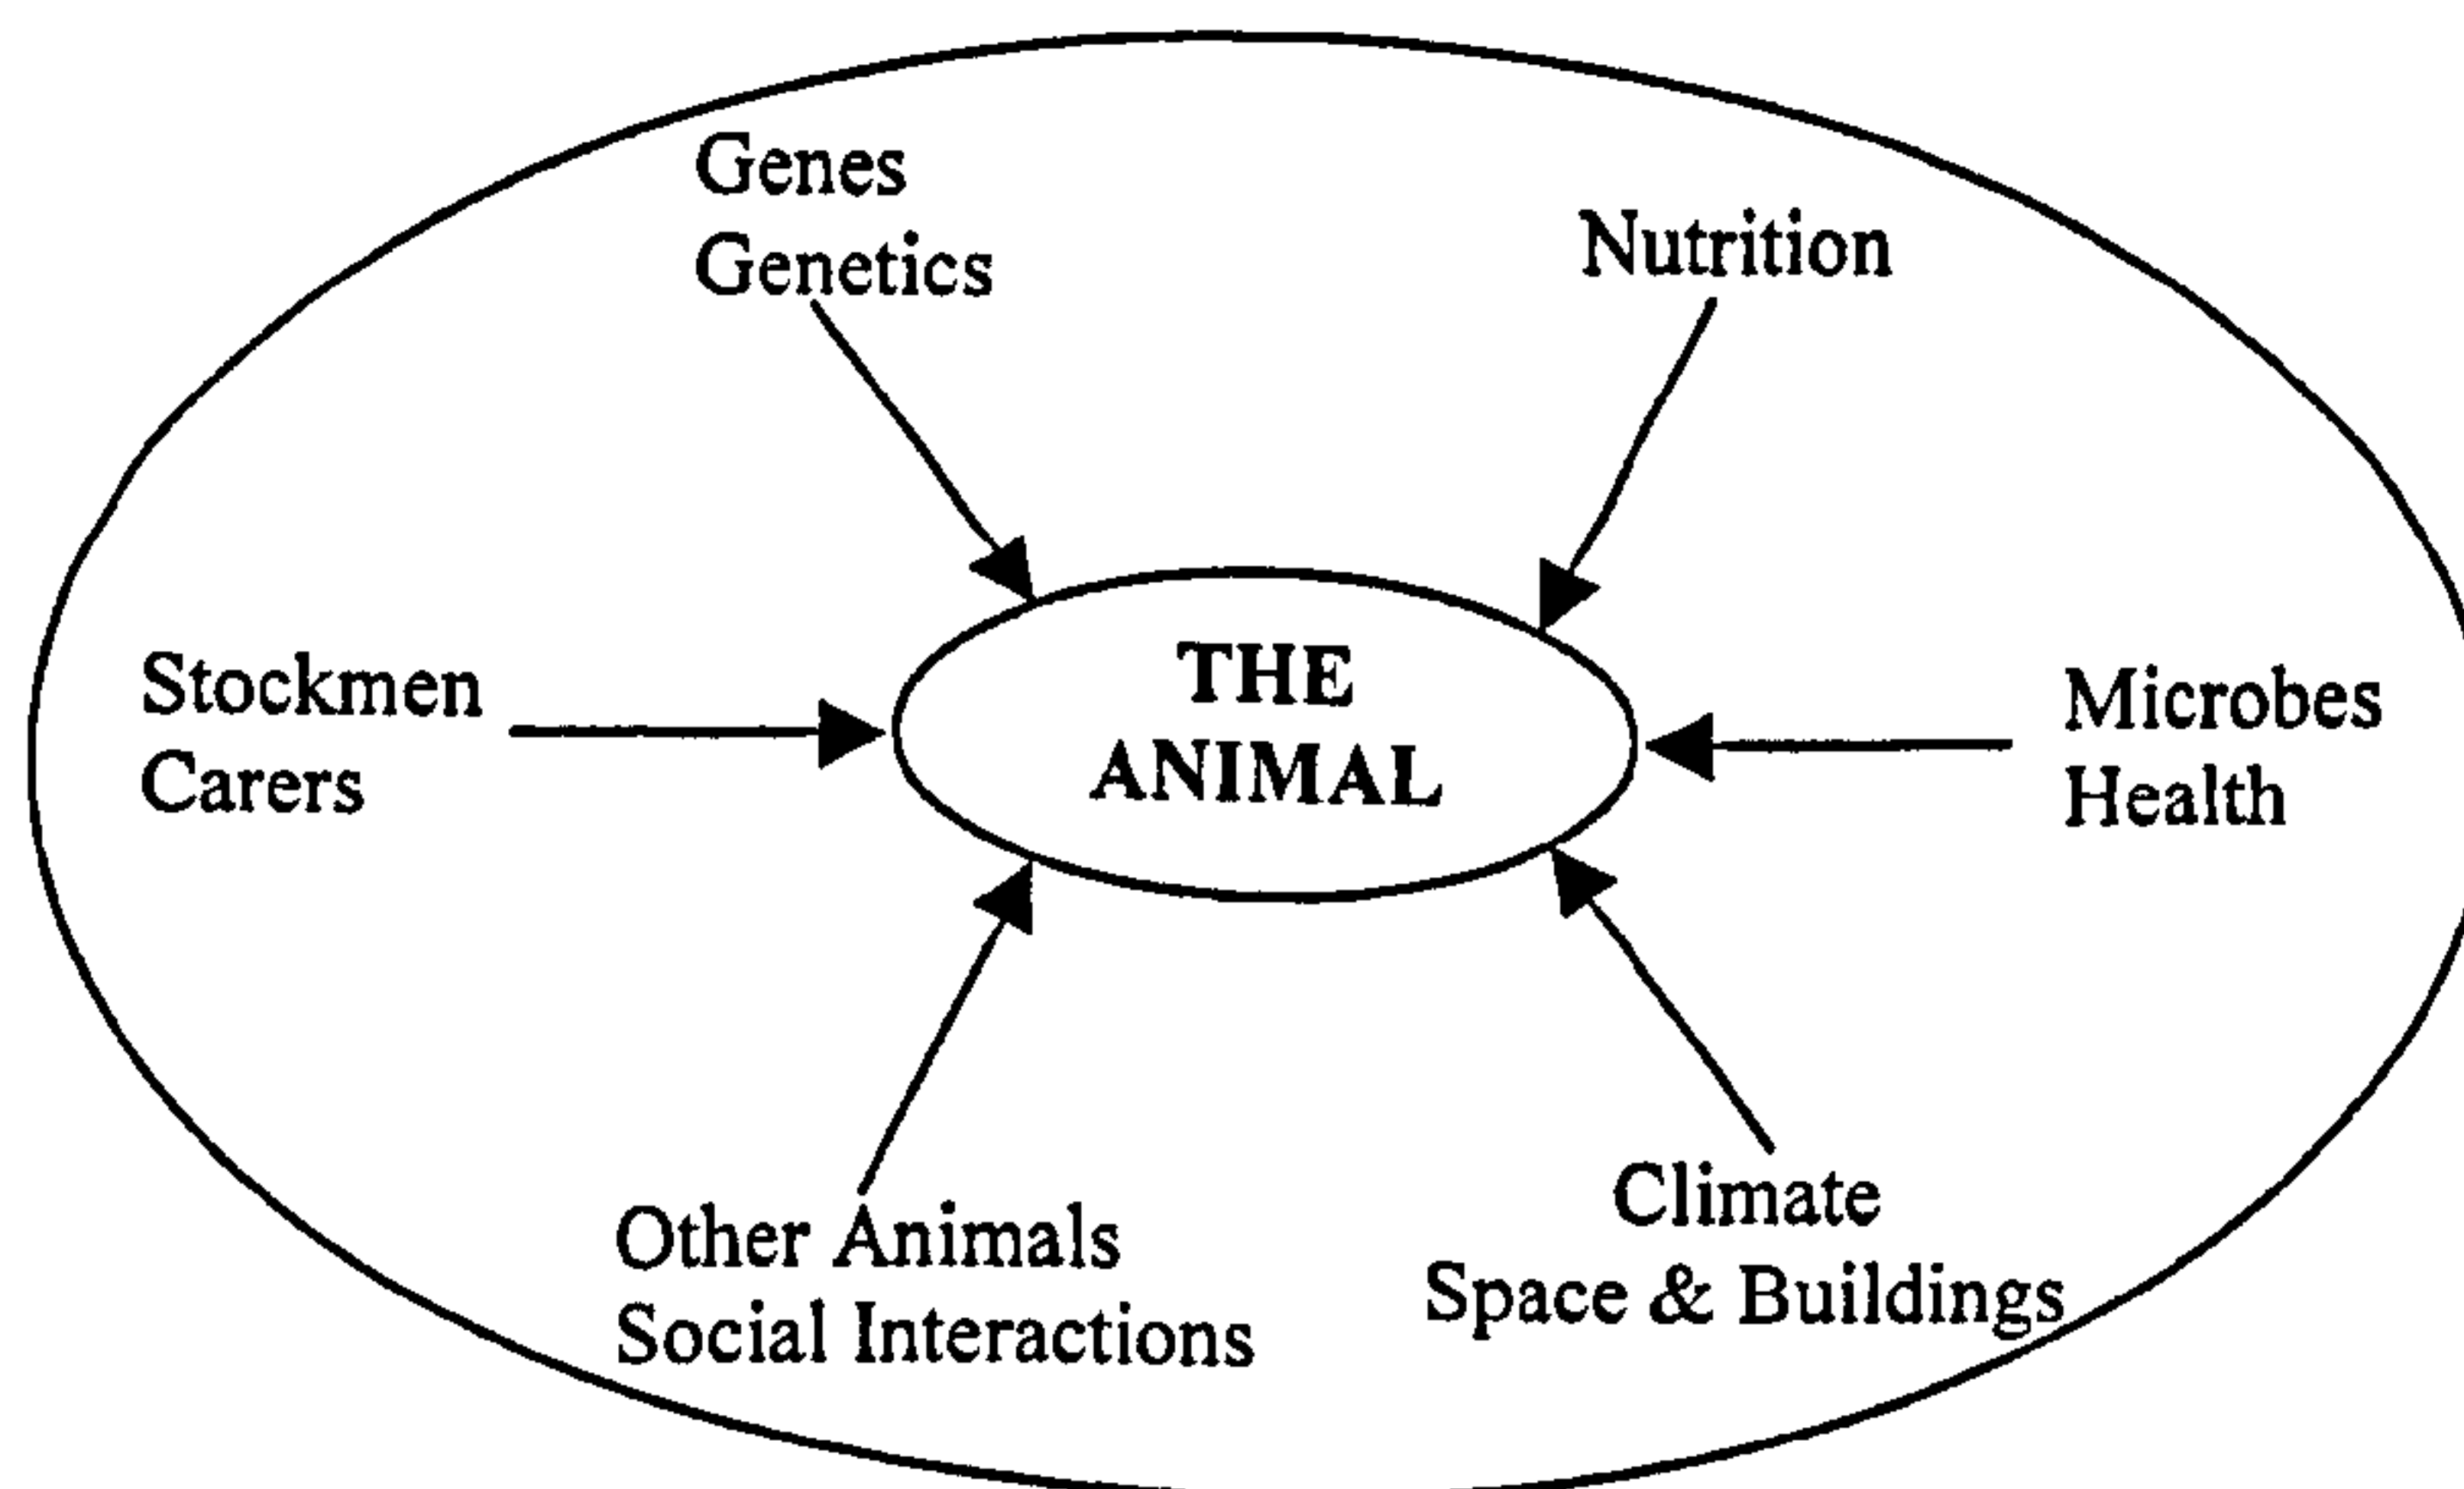 Genes
Genetics
Nutrition
Stockmen
Carers
THE
ANIMAL
Microbes
Health
Other Animals
Social Interactions
Climate
Space & Buildings